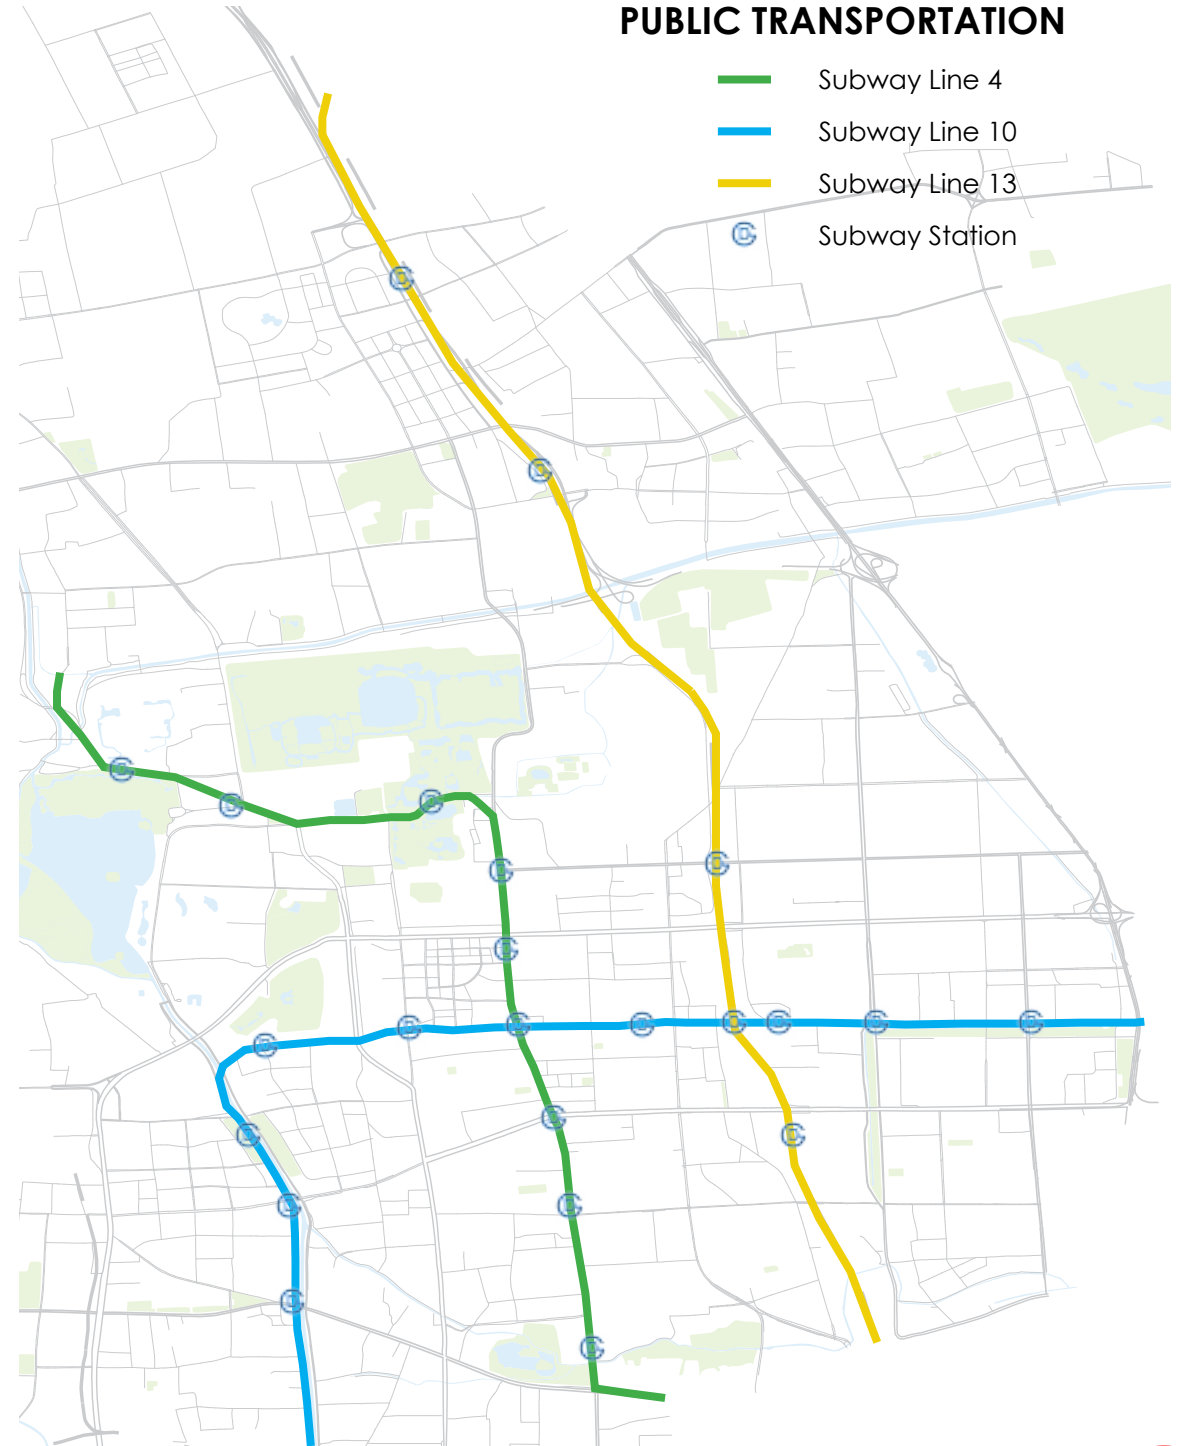 PUBLIC TRANSPORTATION
Subway Line 4
Subway Line 10
Subway Line 13
Subway Station